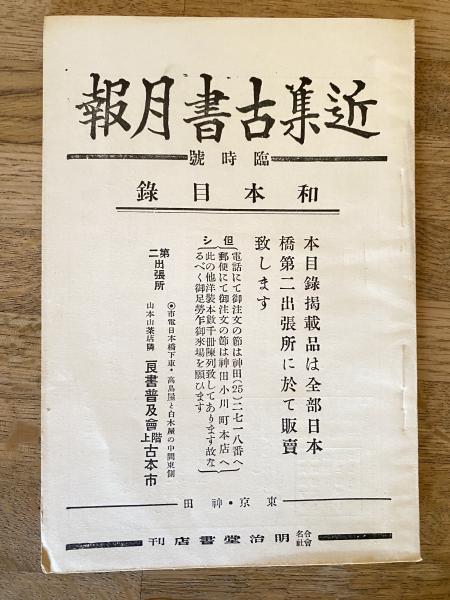 近集古書月報
臨時號
和本目錄
本目錄揭載品は全部日本
橋第二出張所に於て販賣
致します
但シ
電話にて御注文の節は神田(25)二七一八番へ
郵便にて御注文の節は神田小川町本店へ
此の他洋裝本數千冊陳列致してあります故な
るべく御足勞乍御來場を願ひます
第二出張所
◎市電日本橋下車・高島屋と白木屋の中間東側
山本山茶店隣
良書普及會階上古本市
東京・神田
合名會社明治堂書店刊